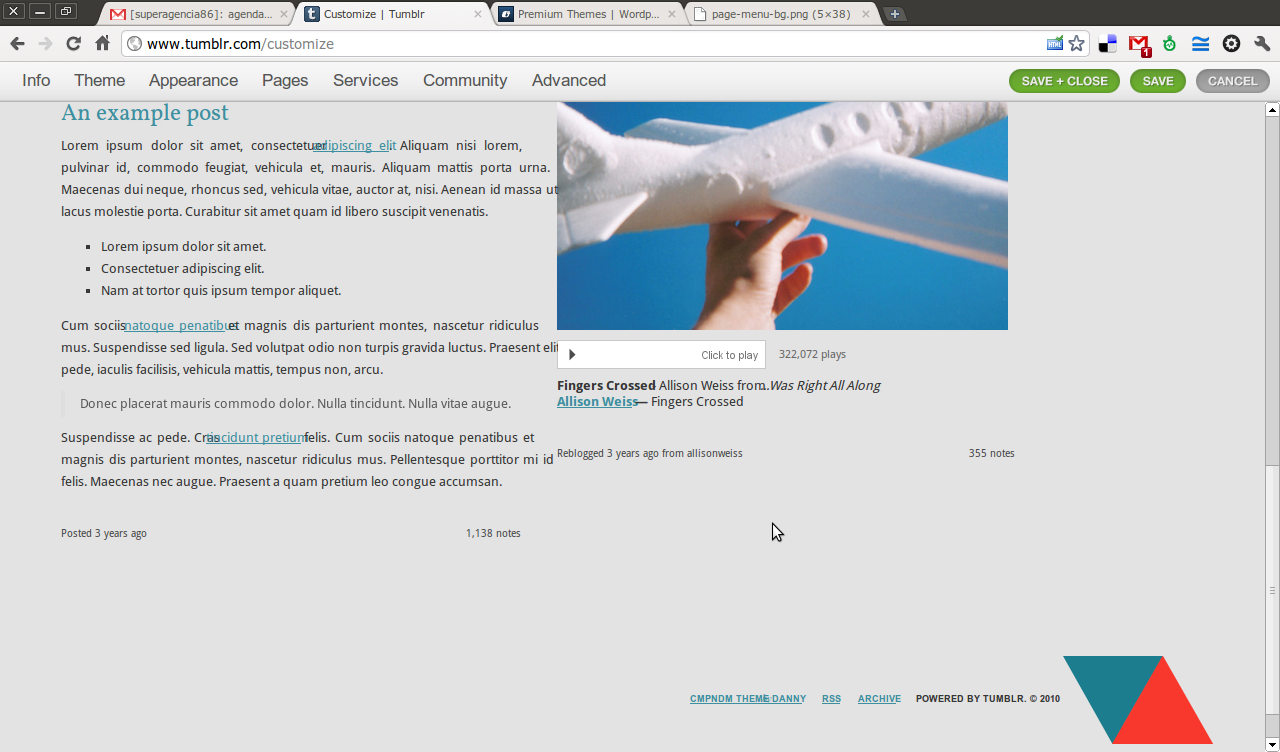 [superagencia86]: agenda...
Customize | Tumblr
Premium Themes | Wordp...
page-menu-bg.png (5×38)
www.tumblr.com/customize
1
Info Theme Appearance Pages Services Community Advanced
SAVE + CLOSE SAVE CANCEL
An example post
Lorem ipsum dolor sit amet, consectetuer adipiscing elit. Aliquam nisi lorem,
pulvinar id, commodo feugiat, vehicula et, mauris. Aliquam mattis porta urna.
Maecenas dui neque, rhoncus sed, vehicula vitae, auctor at, nisi. Aenean id massa ut
lacus molestie porta. Curabitur sit amet quam id libero suscipit venenatis.
Lorem ipsum dolor sit amet.
Consectetuer adipiscing elit.
Nam at tortor quis ipsum tempor aliquet.
Cum sociis natoque penatibus et magnis dis parturient montes, nascetur ridiculus
mus. Suspendisse sed ligula. Sed volutpat odio non turpis gravida luctus. Praesent elit
pede, iaculis facilisis, vehicula mattis, tempus non, arcu.
Donec placerat mauris commodo dolor. Nulla tincidunt. Nulla vitae augue.
Suspendisse ac pede. Cras tincidunt pretium felis. Cum sociis natoque penatibus et
magnis dis parturient montes, nascetur ridiculus mus. Pellentesque porttitor mi id
felis. Maecenas nec augue. Praesent a quam pretium leo congue accumsan.
Posted 3 years ago
1,138 notes
Click to play
322,072 plays
Fingers Crossed - Allison Weiss from ...Was Right All Along
Allison Weiss — Fingers Crossed
Reblogged 3 years ago from allisonweiss
355 notes
CMPNDM THEME DANNY RSS ARCHIVE POWERED BY TUMBLR. © 2010